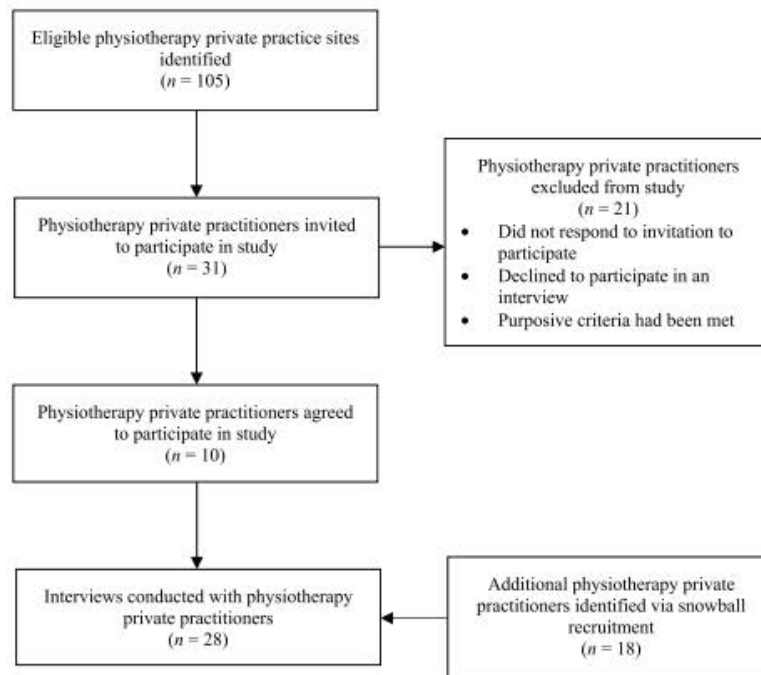 Eligible physiotherapy private practice sites
identified
(n = 105)
Physiotherapy private practitioners
excluded from study
(n = 21)
• Did not respond to invitation to
participate
• Declined to participate in an
interview
• Purposive criteria had been met
Physiotherapy private practitioners invited
to participate in study
(n = 31)
Physiotherapy private practitioners agreed
to participate in study
(n = 10)
Interviews conducted with physiotherapy
private practitioners
(n = 28)
Additional physiotherapy private
practitioners identified via snowball
recruitment
(n = 18)